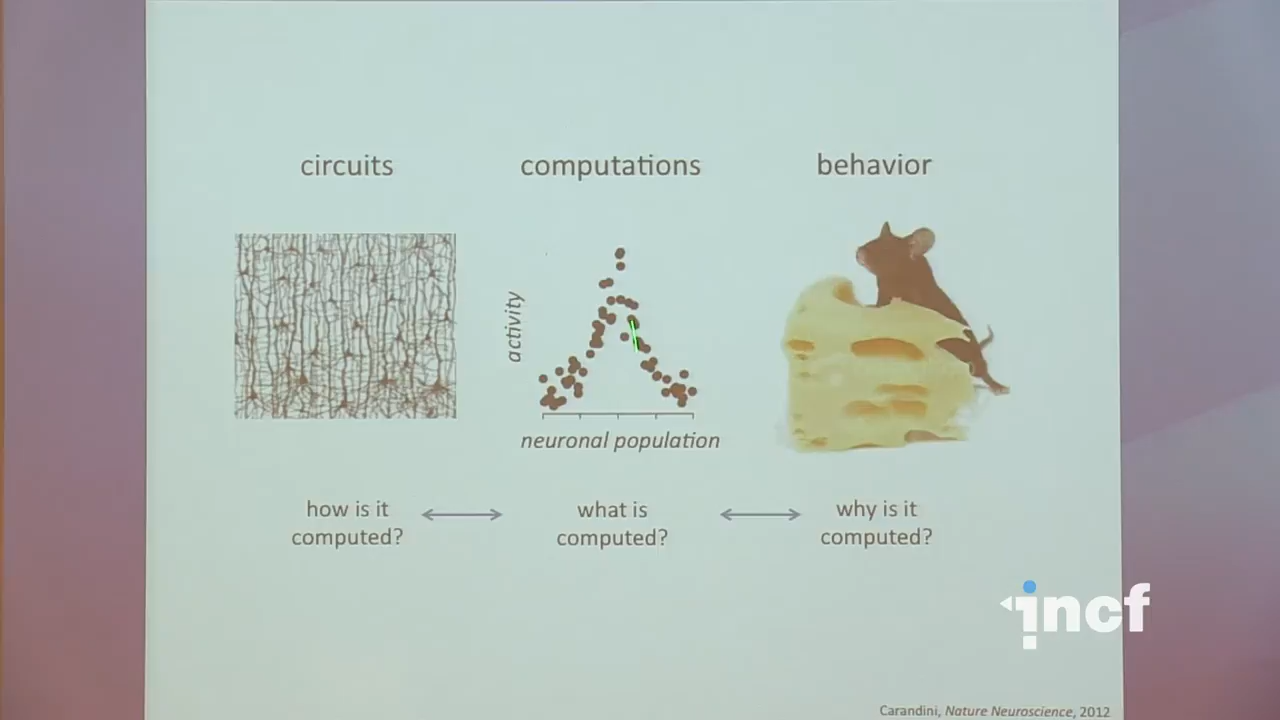 circuits
computations
behavior
activity
neuronal population
how is it
computed?
what is
computed?
why is it
computed?
incf
Carandini, Nature Neuroscience, 2012